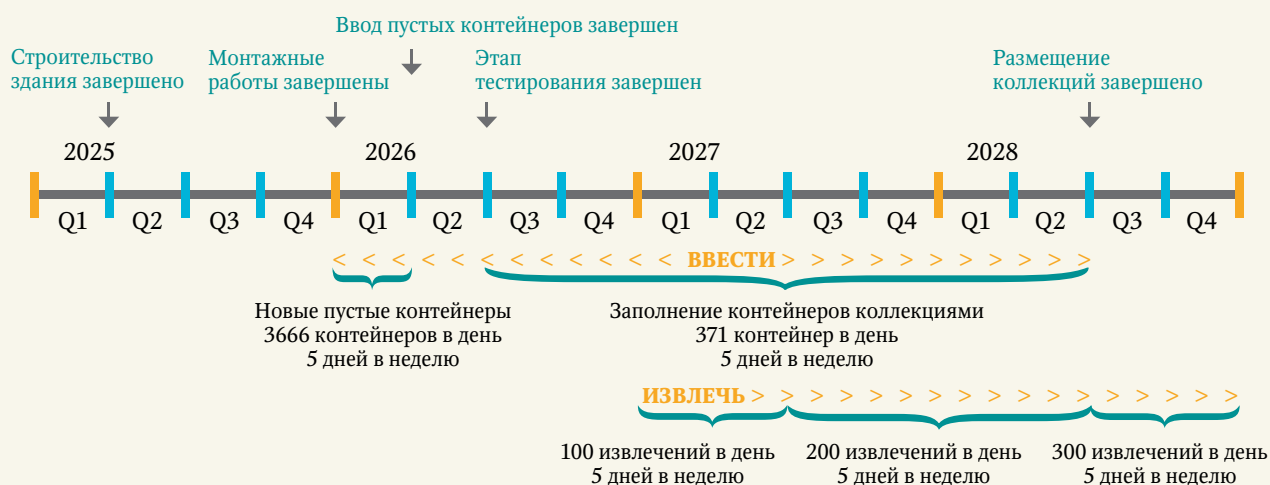 Ввод пустых контейнеров завершен
Строительство
здания завершено
Монтажные
работы завершены
Этап
тестирования завершен
Размещение
коллекций завершено
2025
2026
2027
2028
Q1 Q2 Q3 Q4 Q1 Q2 Q3 Q4 Q1 Q2 Q3 Q4 Q1 Q2 Q3 Q4
< < < < < < < < < < < < ВВЕСТИ > > > > > > > > > > >
Новые пустые контейнеры
3666 контейнеров в день
5 дней в неделю
Заполнение контейнеров коллекциями
371 контейнер в день
5 дней в неделю
ИЗВЛЕЧЬ > > > > > > > > > > > > > > > > >
100 извлечений в день
5 дней в неделю
200 извлечений в день
5 дней в неделю
300 извлечений в день
5 дней в неделю